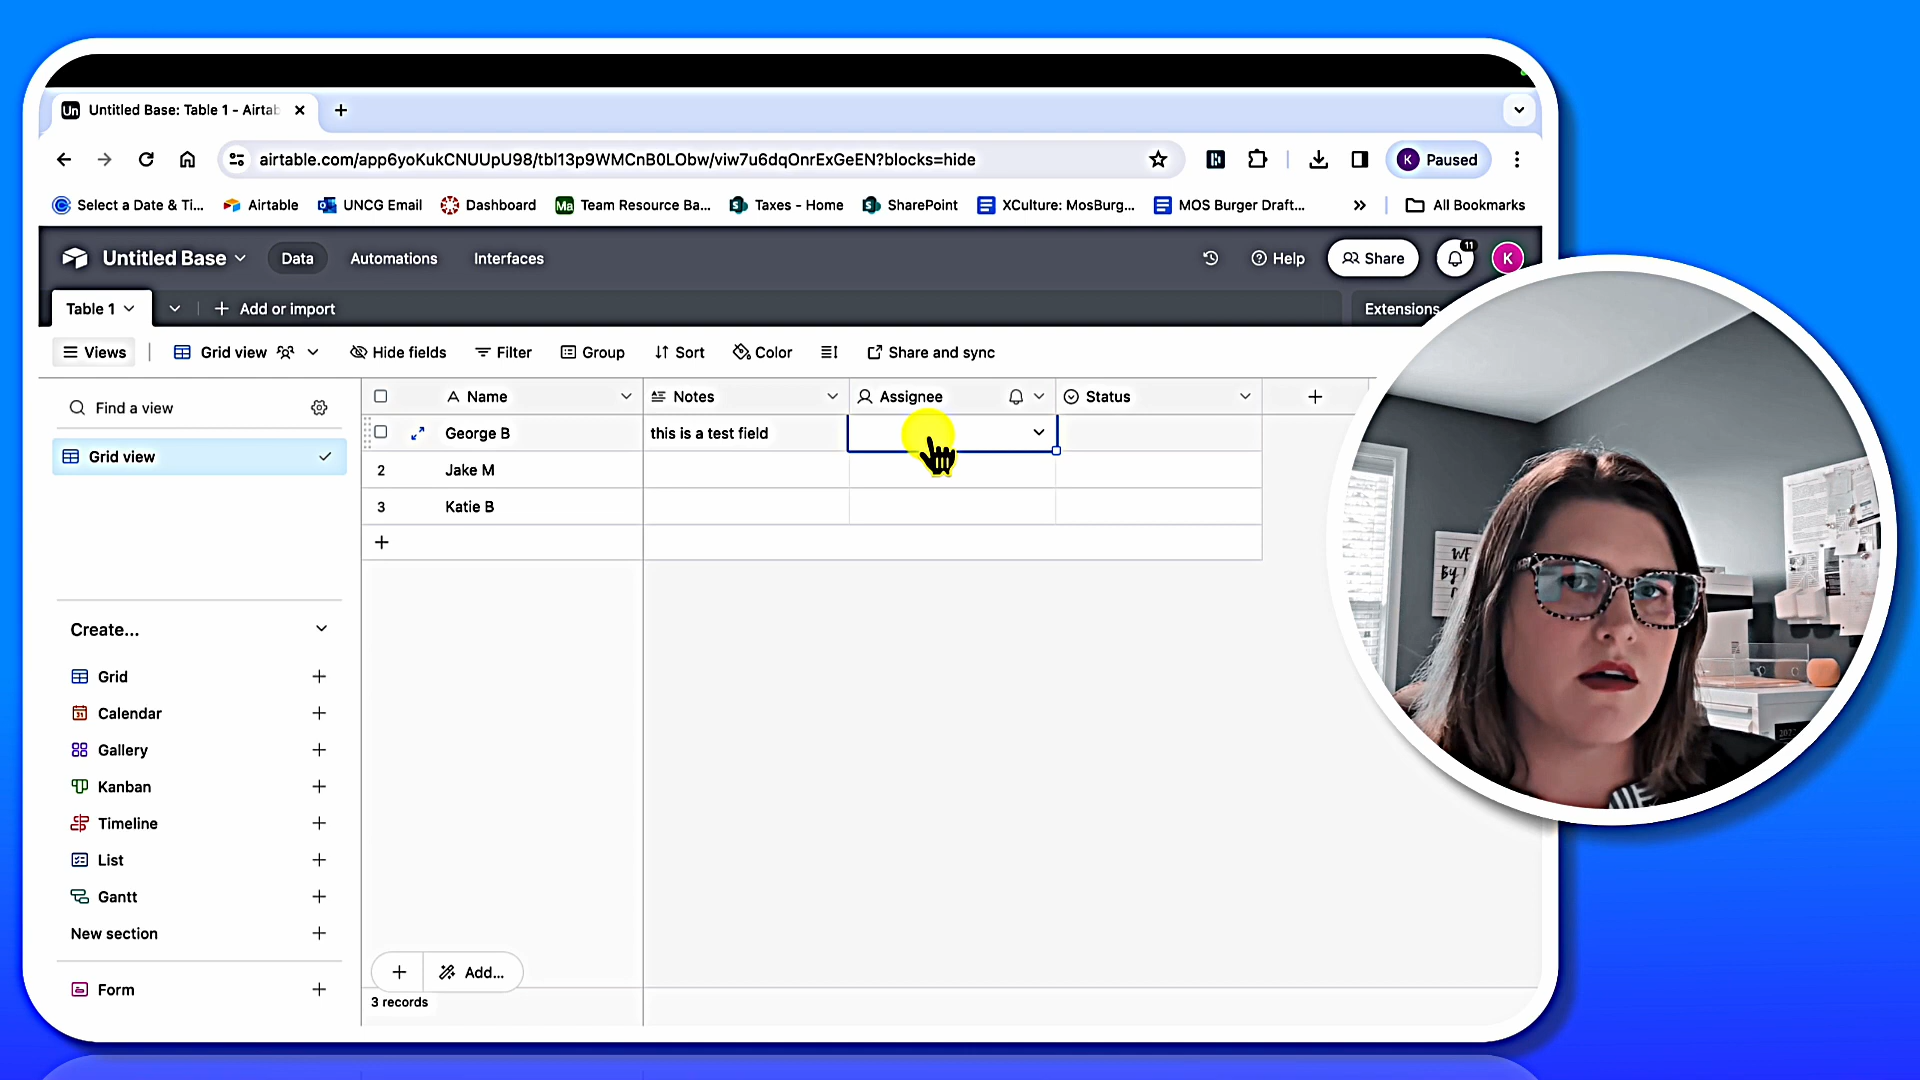 Un Untitled Base: Table 1 - Airtab
airtable.com/app6yoKukCNUUpU98/tbl13p9WMCnB0LObw/viw7u6dqOnrExGeEN?blocks=hide
K Paused
Select a Date & Ti... Airtable UNCG Email Dashboard Ma Team Resource Ba... Taxes - Home SharePoint XCulture: MosBurg... MOS Burger Draft... All Bookmarks
Untitled Base Data Automations Interfaces Help Share 11 K
Table 1 Add or import Extensions
Views Grid view Hide fields Filter Group Sort Color Share and sync
Find a view
Grid view
Create...
Grid
Calendar
Gallery
Kanban
Timeline
List
Gantt
New section
Form
A Name Notes Assignee Status
George B this is a test field
2 Jake M
3 Katie B
Add...
3 records
WE
BY